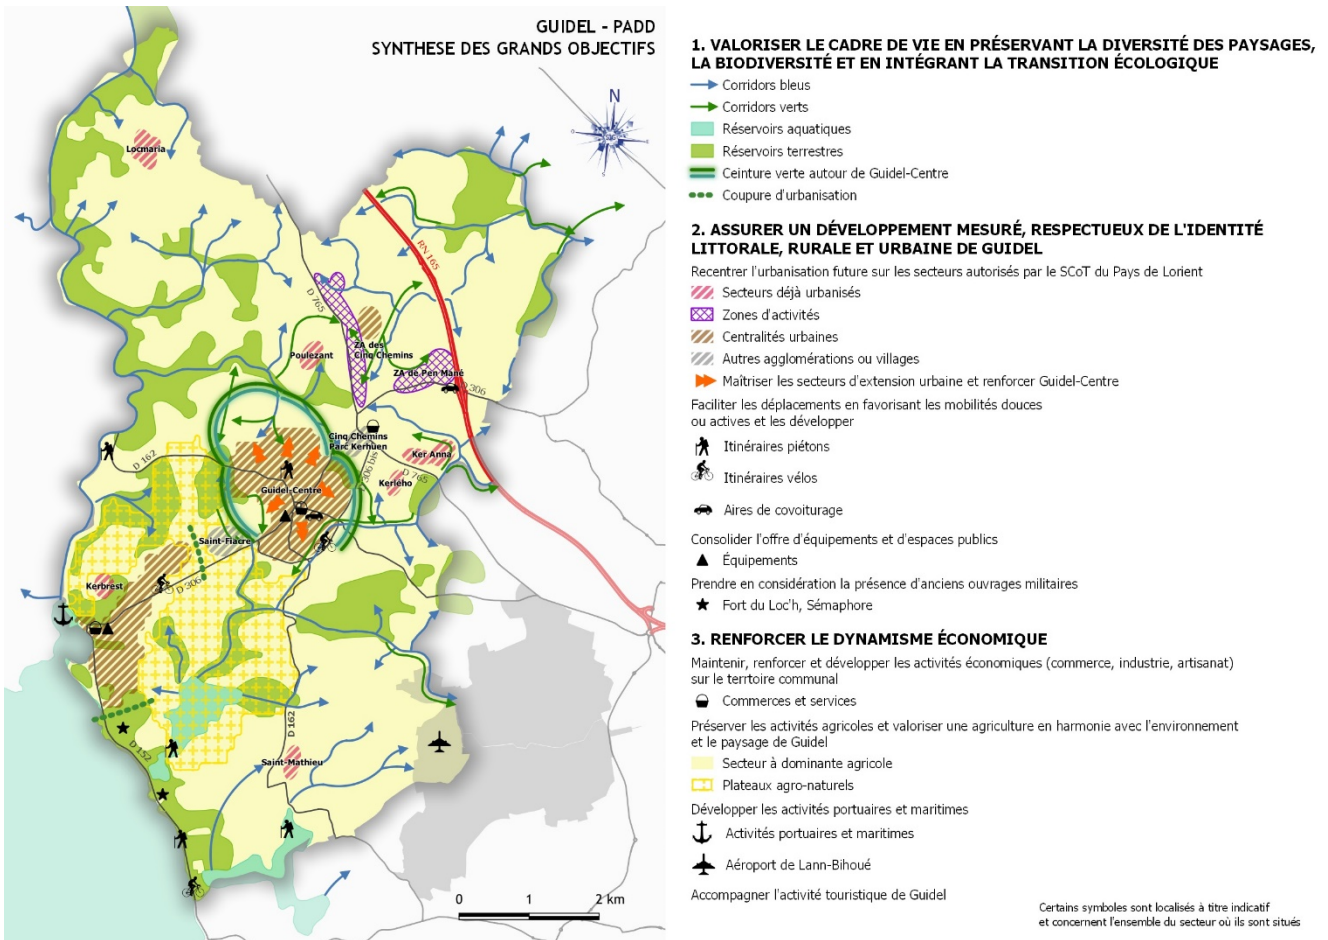 GUIDEL - PADD
SYNTHESE DES GRANDS OBJECTIFS
N
Locmaria
RN 165
D 765
Poulezant
ZA des
Cinq Chemins
ZA de Pen Mané
D 306
Cinq Chemins
Parc Kerhuen
306 bis
Ker Anna
D 765
Kerlého
D 162
Guidel-Centre
Saint-Fiacre
Kerbrest
D 306
D 162
D 152
Saint-Mathieu
0 1 2 km
1. VALORISER LE CADRE DE VIE EN PRÉSERVANT LA DIVERSITÉ DES PAYSAGES,
LA BIODIVERSITÉ ET EN INTÉGRANT LA TRANSITION ÉCOLOGIQUE
Corridors bleus
Corridors verts
Réservoirs aquatiques
Réservoirs terrestres
Ceinture verte autour de Guidel-Centre
Coupure d'urbanisation
2. ASSURER UN DÉVELOPPEMENT MESURÉ, RESPECTUEUX DE L'IDENTITÉ
LITTORALE, RURALE ET URBAINE DE GUIDEL
Recentrer l'urbanisation future sur les secteurs autorisés par le SCoT du Pays de Lorient
Secteurs déjà urbanisés
Zones d'activités
Centralités urbaines
Autres agglomérations ou villages
Maîtriser les secteurs d'extension urbaine et renforcer Guidel-Centre
Faciliter les déplacements en favorisant les mobilités douces
ou actives et les développer
Itinéraires piétons
Itinéraires vélos
Aires de covoiturage
Consolider l'offre d'équipements et d'espaces publics
Équipements
Prendre en considération la présence d'anciens ouvrages militaires
Fort du Loc'h, Sémaphore
3. RENFORCER LE DYNAMISME ÉCONOMIQUE
Maintenir, renforcer et développer les activités économiques (commerce, industrie, artisanat)
sur le terrtoire communal
Commerces et services
Préserver les activités agricoles et valoriser une agriculture en harmonie avec l'environnement
et le paysage de Guidel
Secteur à dominante agricole
Plateaux agro-naturels
Développer les activités portuaires et maritimes
Activités portuaires et maritimes
Aéroport de Lann-Bihoué
Accompagner l'activité touristique de Guidel
Certains symboles sont localisés à titre indicatif
et concernent l'ensemble du secteur où ils sont situés